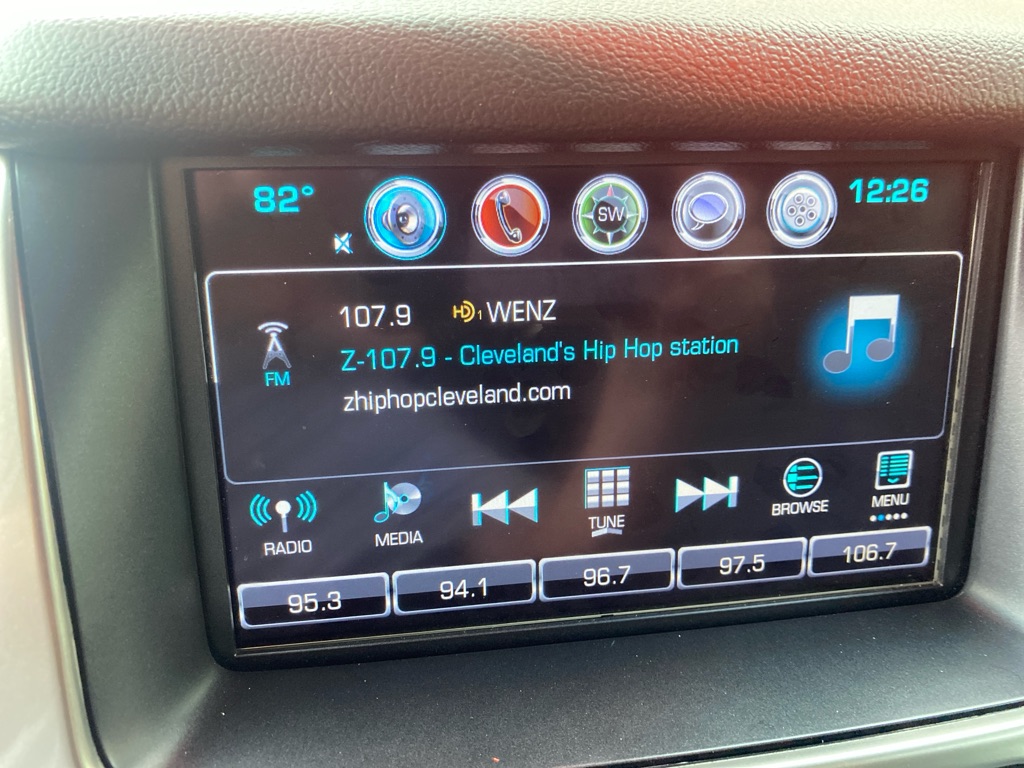 82° SW 12:26
107.9 HD1 WENZ
FM Z-107.9 - Cleveland's Hip Hop station
zhiphopcleveland.com
RADIO MEDIA TUNE BROWSE MENU
95.3 94.1 96.7 97.5 106.7